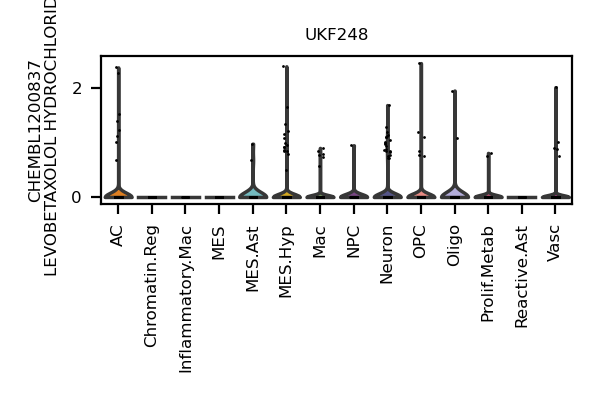 UKF248
CHEMBL1200837
LEVOBETAXOLOL HYDROCHLORID
2
0
AC
Chromatin.Reg
Inflammatory.Mac
MES
MES.Ast
MES.Hyp
Mac
NPC
Neuron
OPC
Oligo
Prolif.Metab
Reactive.Ast
Vasc